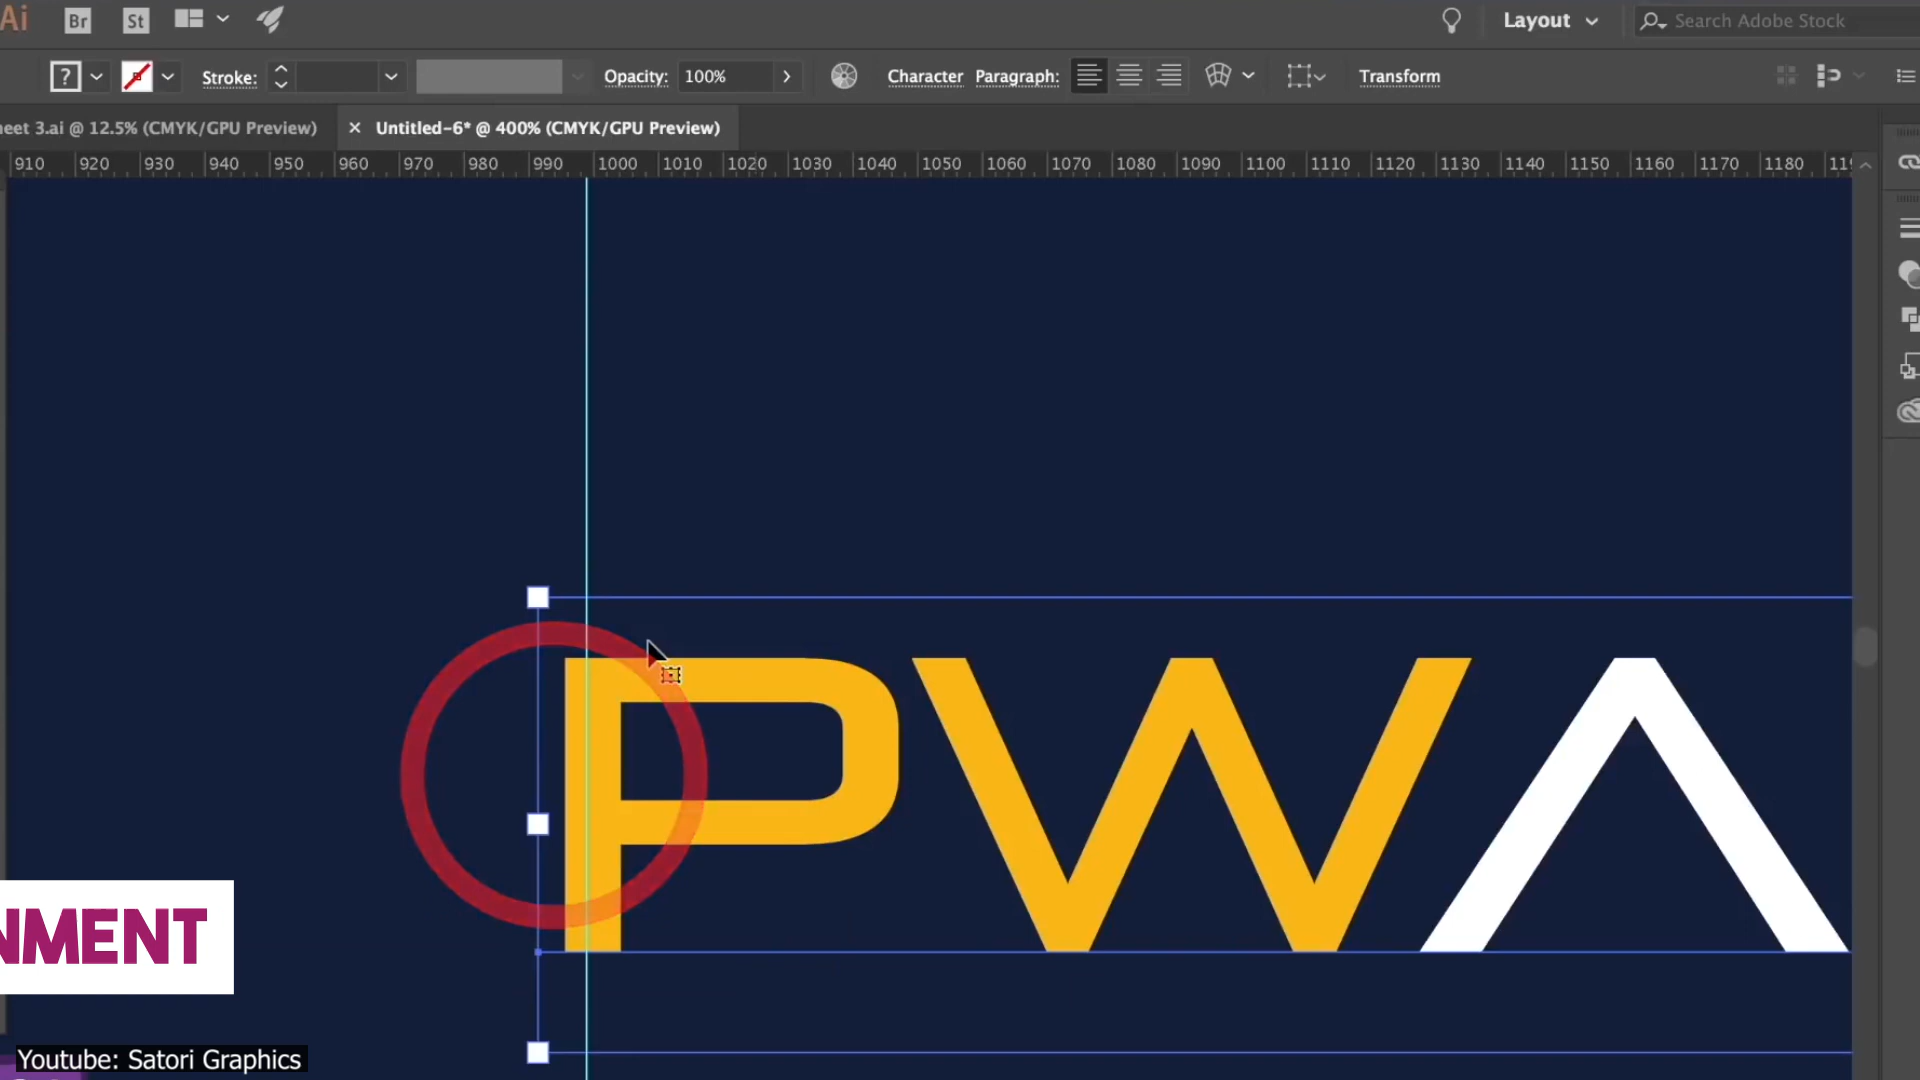 Ai Br St Layout Search Adobe Stock
? Stroke: Opacity: 100% Character Paragraph: Transform
eet 3.ai @ 12.5% (CMYK/GPU Preview) × Untitled-6* @ 400% (CMYK/GPU Preview)
910 920 930 940 950 960 970 980 990 1000 1010 1020 1030 1040 1050 1060 1070 1080 1090 1100 1110 1120 1130 1140 1150 1160 1170 1180 119
PWA
NMENT
Youtube: Satori Graphics